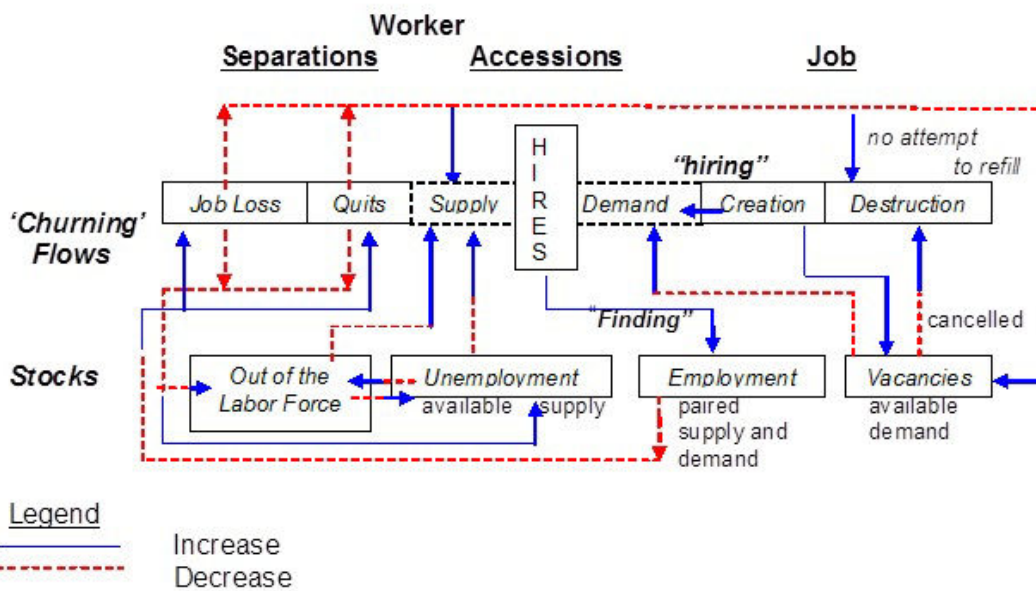 Worker
Separations Accessions Job
no attempt
to refill
"hiring"
HIRES
Job Loss Quits Supply Demand Creation Destruction
'Churning'
Flows
"Finding"
cancelled
Stocks
Out of the
Labor Force
Unemployment
available supply
Employment
paired
supply and
demand
Vacancies
available
demand
Legend
Increase
Decrease